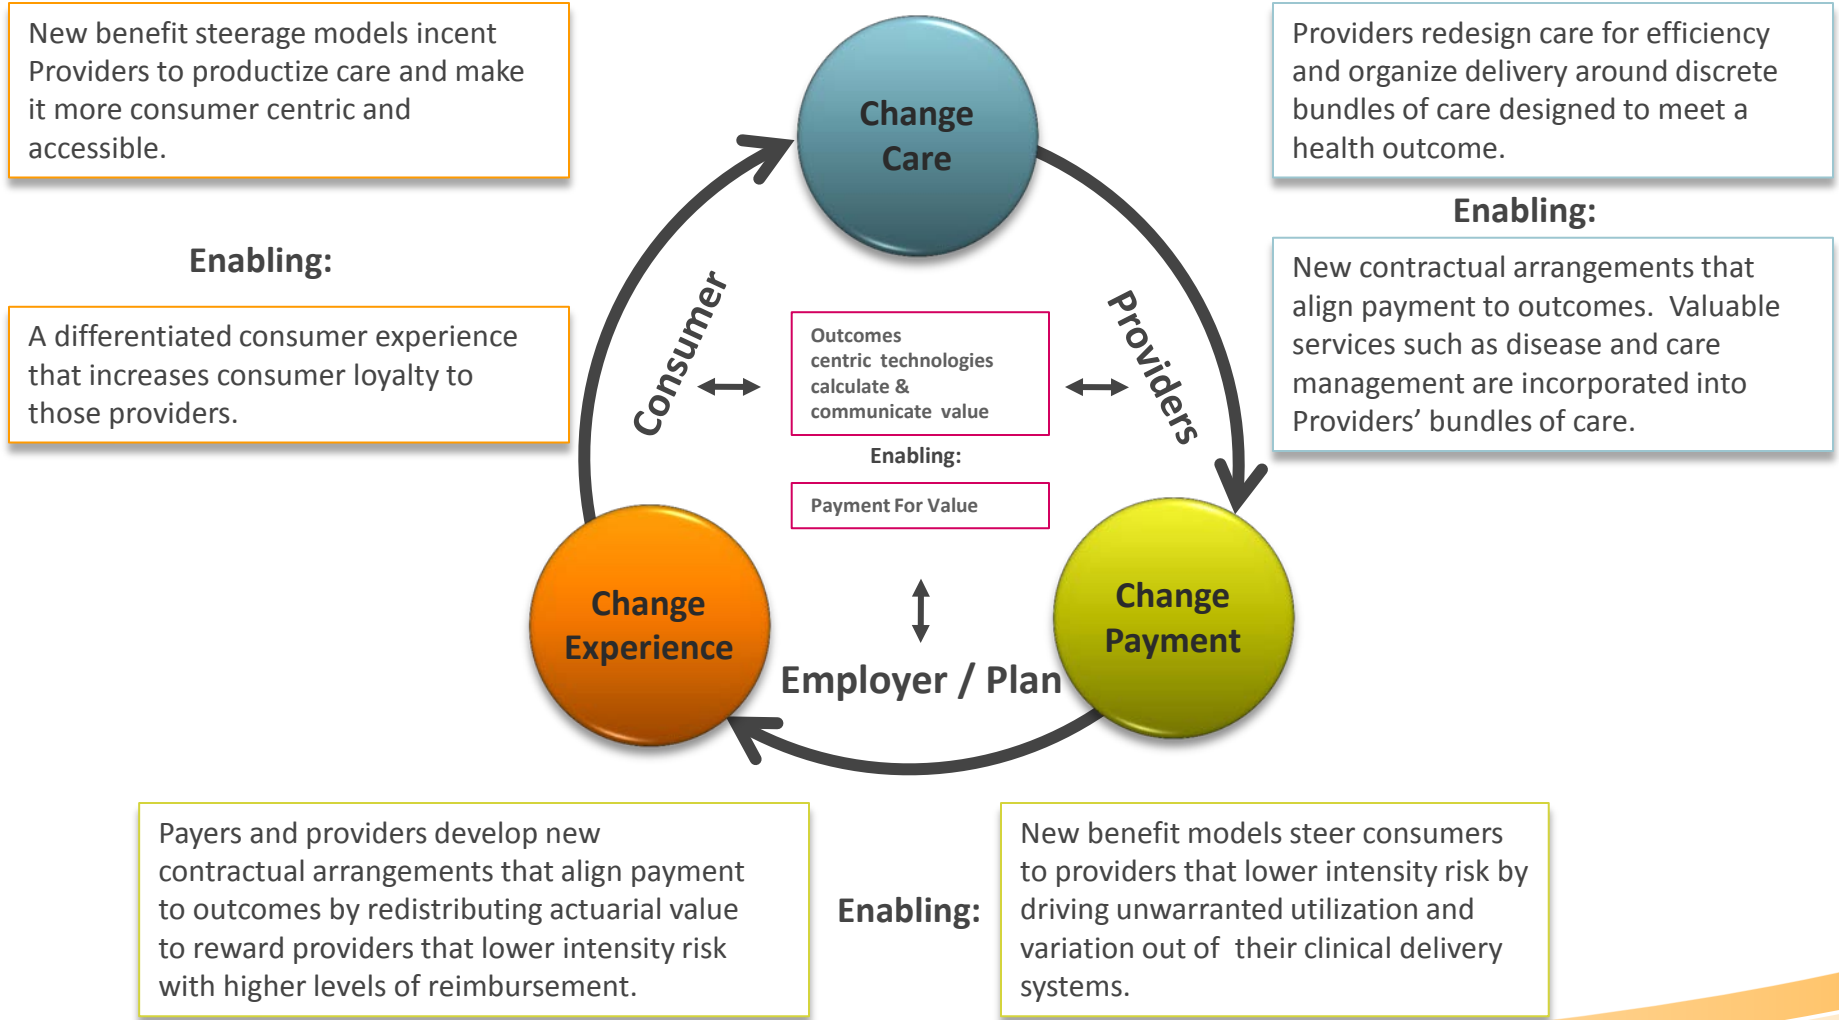 New benefit steerage models incent
Providers to productize care and make
it more consumer centric and
accessible.
Enabling:
A differentiated consumer experience
that increases consumer loyalty to
those providers.
Change
Care
Providers redesign care for efficiency
and organize delivery around discrete
bundles of care designed to meet a
health outcome.
Enabling:
New contractual arrangements that
align payment to outcomes.  Valuable
services such as disease and care
management are incorporated into
Providers’ bundles of care.
Consumer
Outcomes
centric technologies
calculate &
communicate value
Enabling:
Payment For Value
Providers
Change
Experience
Employer / Plan
Change
Payment
Payers and providers develop new
contractual arrangements that align payment
to outcomes by redistributing actuarial value
to reward providers that lower intensity risk
with higher levels of reimbursement.
Enabling:
New benefit models steer consumers
to providers that lower intensity risk by
driving unwarranted utilization and
variation out of  their clinical delivery
systems.